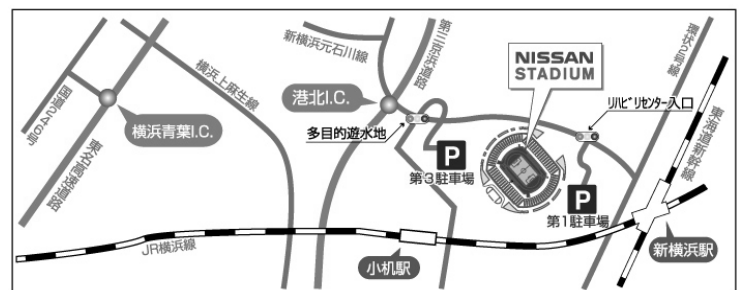 国道246号
東名高速道路
横浜青葉I.C.
横浜上麻生線
JR横浜線
新横浜元石川線
第三京浜道路
港北I.C.
多目的遊水地
P
第3駐車場
小机駅
NISSAN
STADIUM
P
第1駐車場
リハビリセンター入口
環状2号線
東海道新幹線
新横浜駅